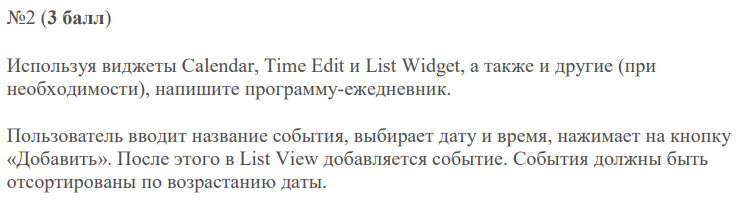 №2 (3 балл)
Используя виджеты Calendar, Time Edit и List Widget, а также и другие (при
необходимости), напишите программу-ежедневник.
Пользователь вводит название события, выбирает дату и время, нажимает на кнопку
«Добавить». После этого в List View добавляется событие. События должны быть
отсортированы по возрастанию даты.